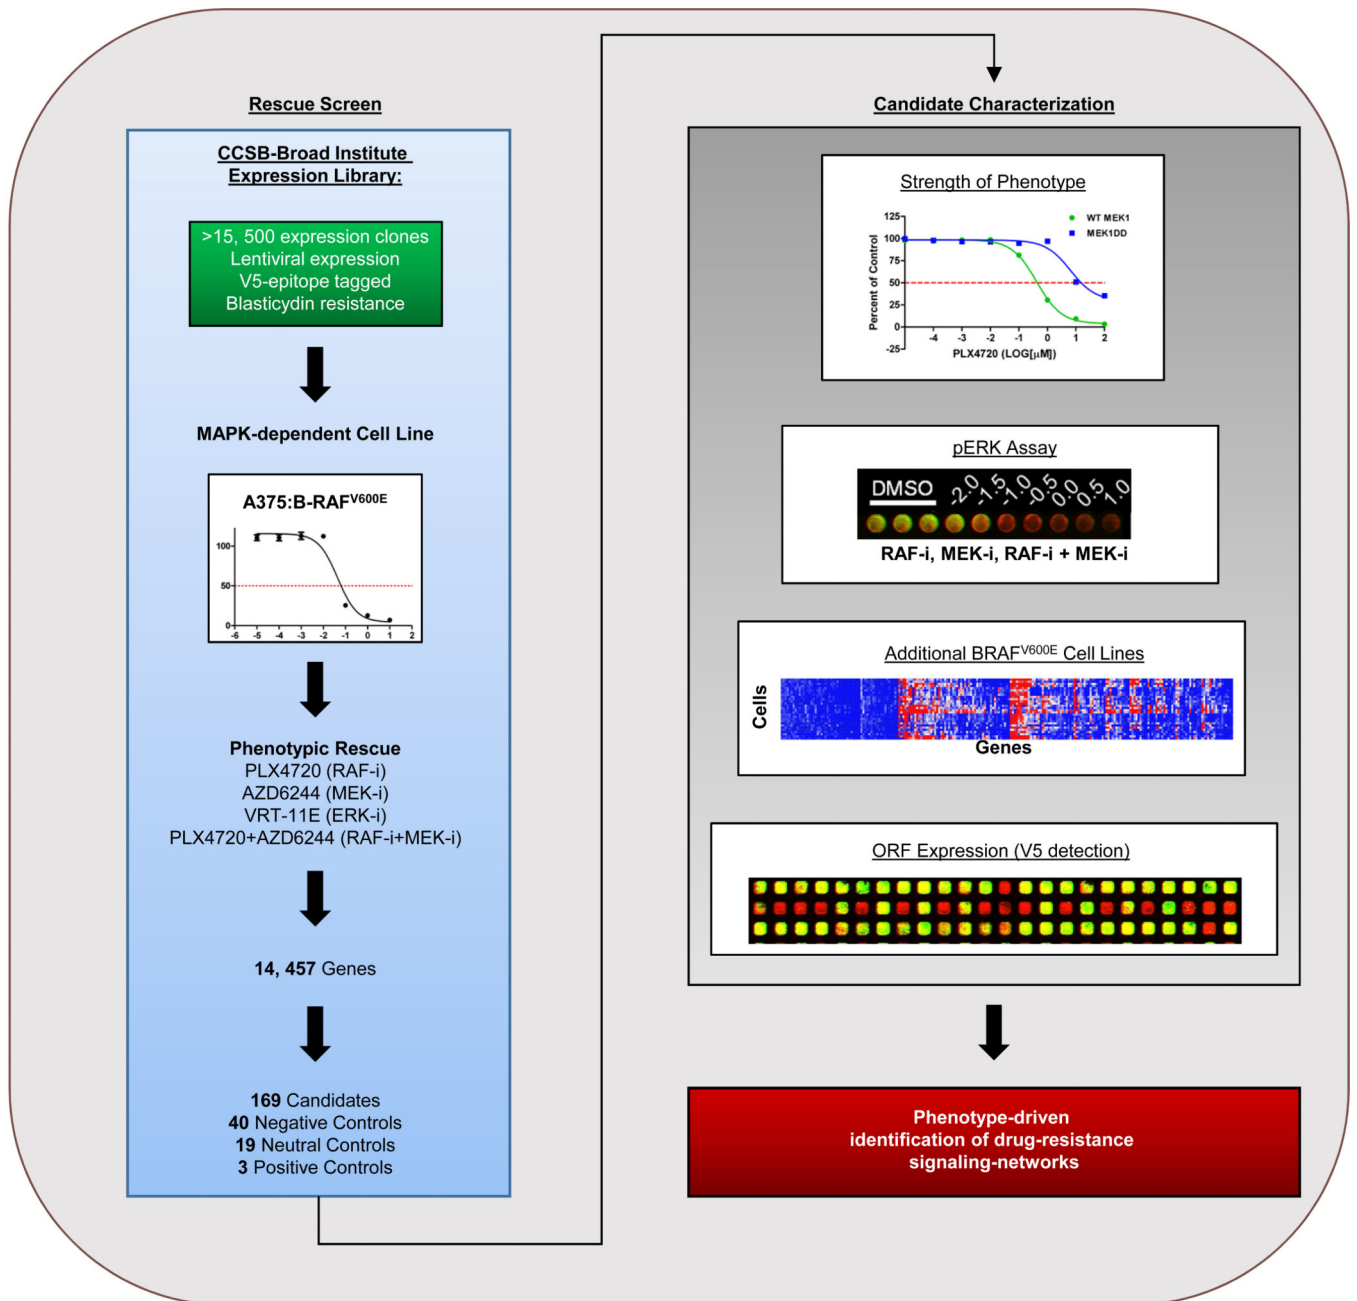 Rescue Screen
CCSB-Broad Institute
Expression Library:
>15, 500 expression clones
Lentiviral expression
V5-epitope tagged
Blasticydin resistance
MAPK-dependent Cell Line
A375:B-RAFV600E
100
50
0
-6 -5 -4 -3 -2 -1 0 1 2
Phenotypic Rescue
PLX4720 (RAF-i)
AZD6244 (MEK-i)
VRT-11E (ERK-i)
PLX4720+AZD6244 (RAF-i+MEK-i)
14, 457 Genes
169 Candidates
40 Negative Controls
19 Neutral Controls
3 Positive Controls
Candidate Characterization
Strength of Phenotype
WT MEK1
MEK1DD
Percent of Control
125
100
75
50
25
0
-25
-4 -3 -2 -1 0 1 2
PLX4720 (LOG[µM])
pERK Assay
DMSO -2.0 -1.5 -1.0 -0.5 0.0 0.5 1.0
RAF-i, MEK-i, RAF-i + MEK-i
Additional BRAFV600E Cell Lines
Cells
Genes
ORF Expression (V5 detection)
Phenotype-driven
identification of drug-resistance
signaling-networks